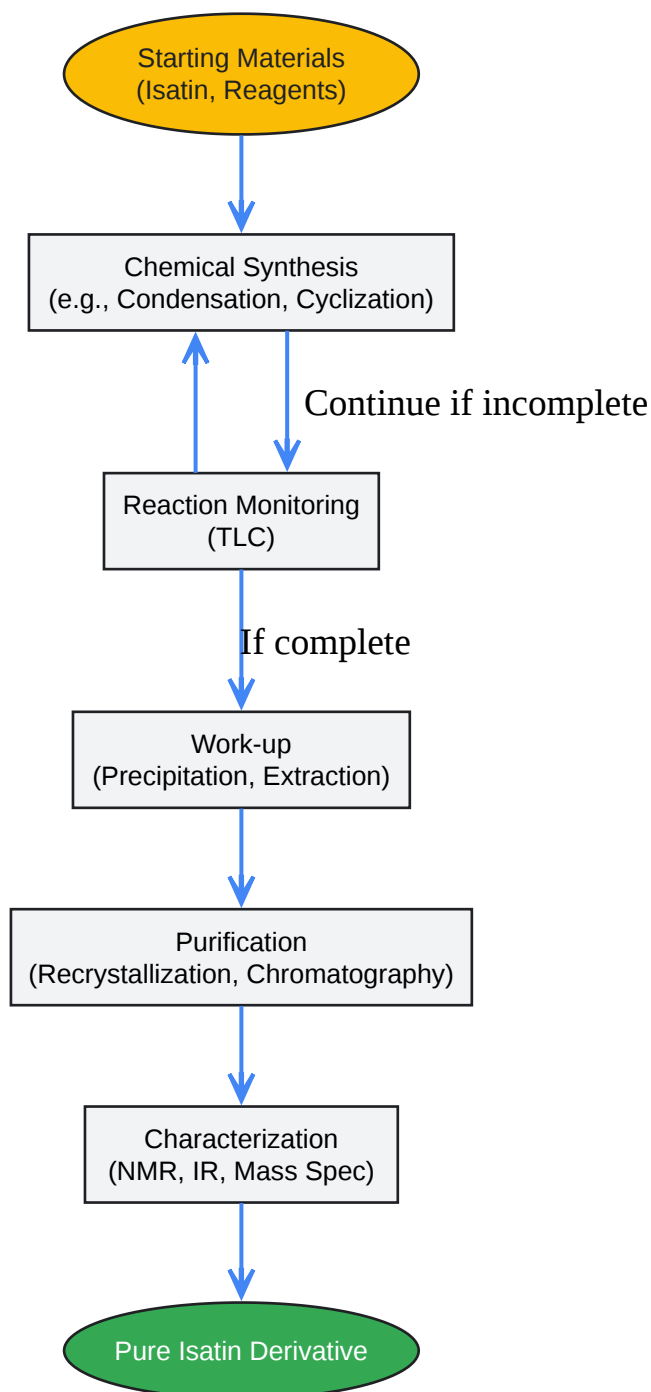 Starting Materials
(Isatin, Reagents)
Chemical Synthesis
(e.g., Condensation, Cyclization)
Continue if incomplete
Reaction Monitoring
(TLC)
If complete
Work-up
(Precipitation, Extraction)
Purification
(Recrystallization, Chromatography)
Characterization
(NMR, IR, Mass Spec)
Pure Isatin Derivative